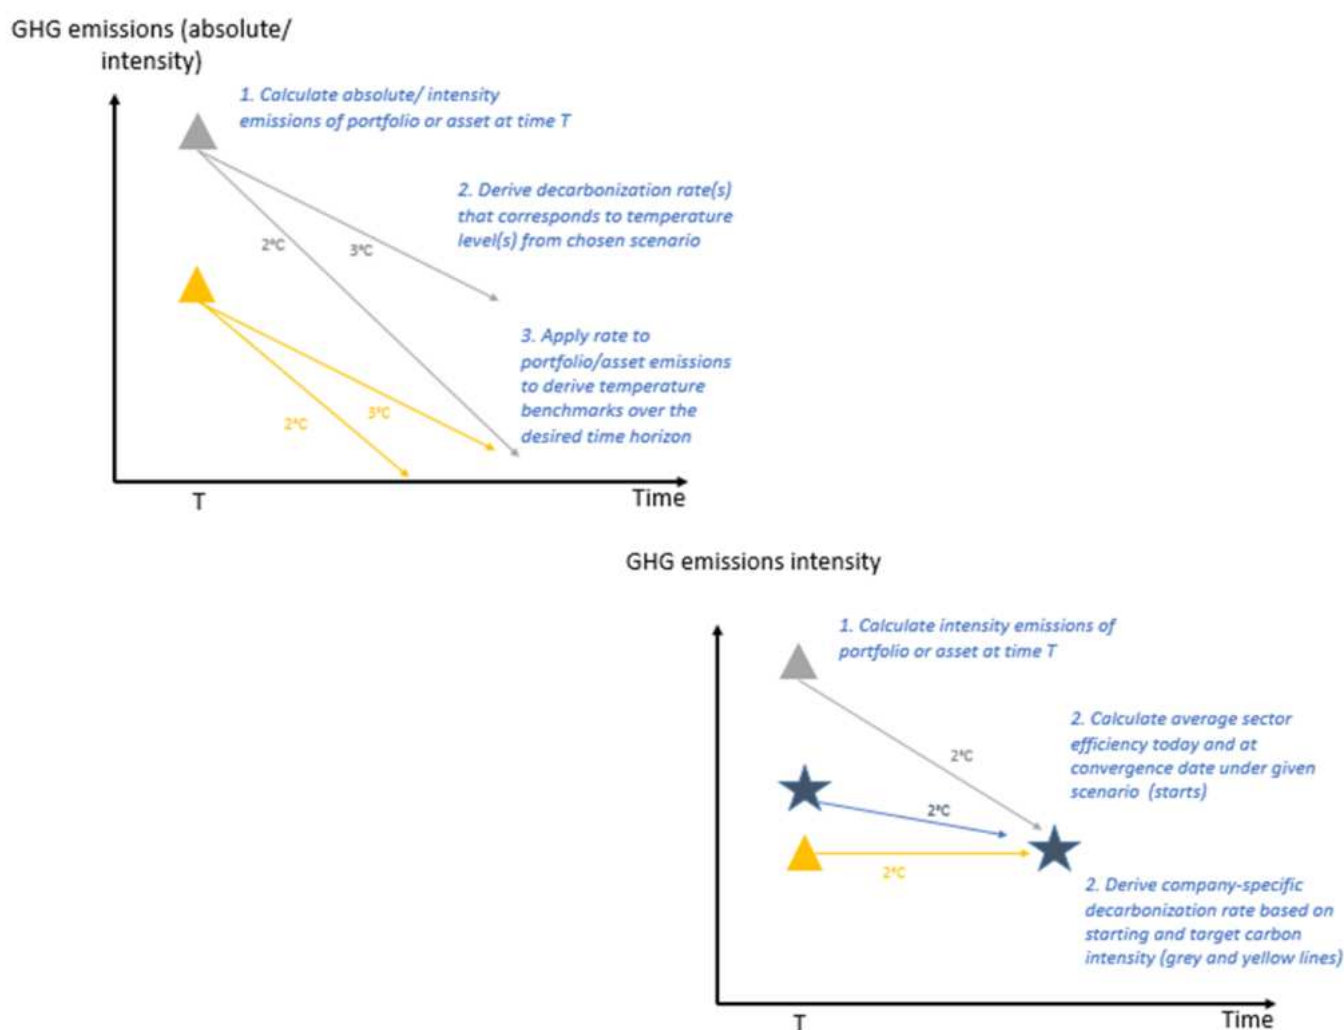 GHG emissions (absolute/
intensity)
1. Calculate absolute/ intensity
emissions of portfolio or asset at time T
2. Derive decarbonization rate(s)
that corresponds to temperature
level(s) from chosen scenario
2°C
3°C
3. Apply rate to
portfolio/asset emissions
to derive temperature
benchmarks over the
desired time horizon
3°C
2°C
T
Time
GHG emissions intensity
1. Calculate intensity emissions of
portfolio or asset at time T
2. Calculate average sector
efficiency today and at
convergence date under given
scenario (starts)
2°C
2°C
2°C
2. Derive company-specific
decarbonization rate based on
starting and target carbon
intensity (grey and yellow lines)
T
Time